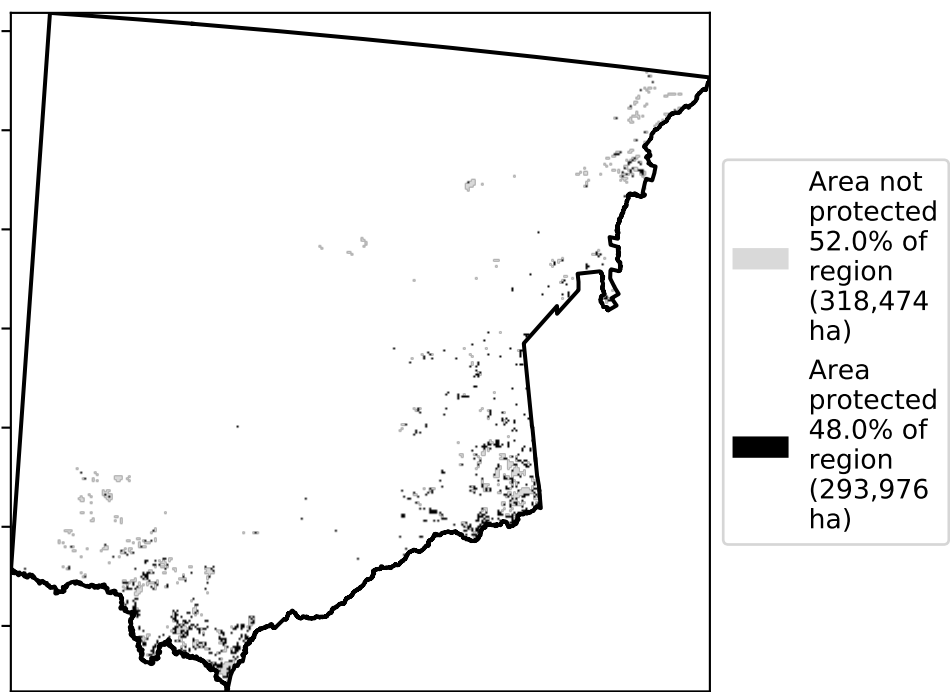 Area not
protected
52.0% of
region
(318,474
ha)
Area
protected
48.0% of
region
(293,976
ha)